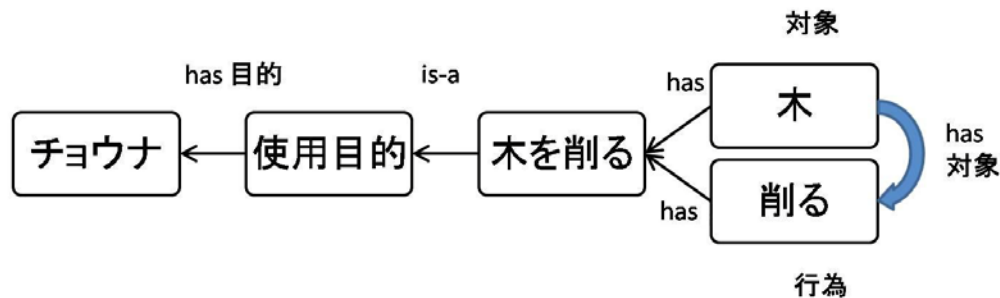 対象
has 目的
is-a
has
木
チョウナ
使用目的
木を削る
has
対象
has
削る
行為